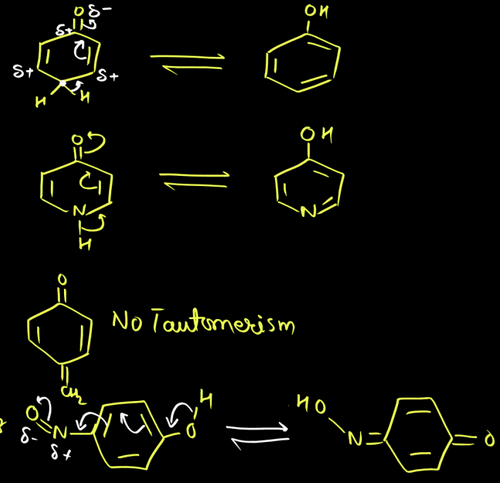 O δ-
OH
δ+
δ+ δ+
H H
O
OH
N N
H
O
No Tautomerism
CH2
H
O HO
N O N O
δ- δ+